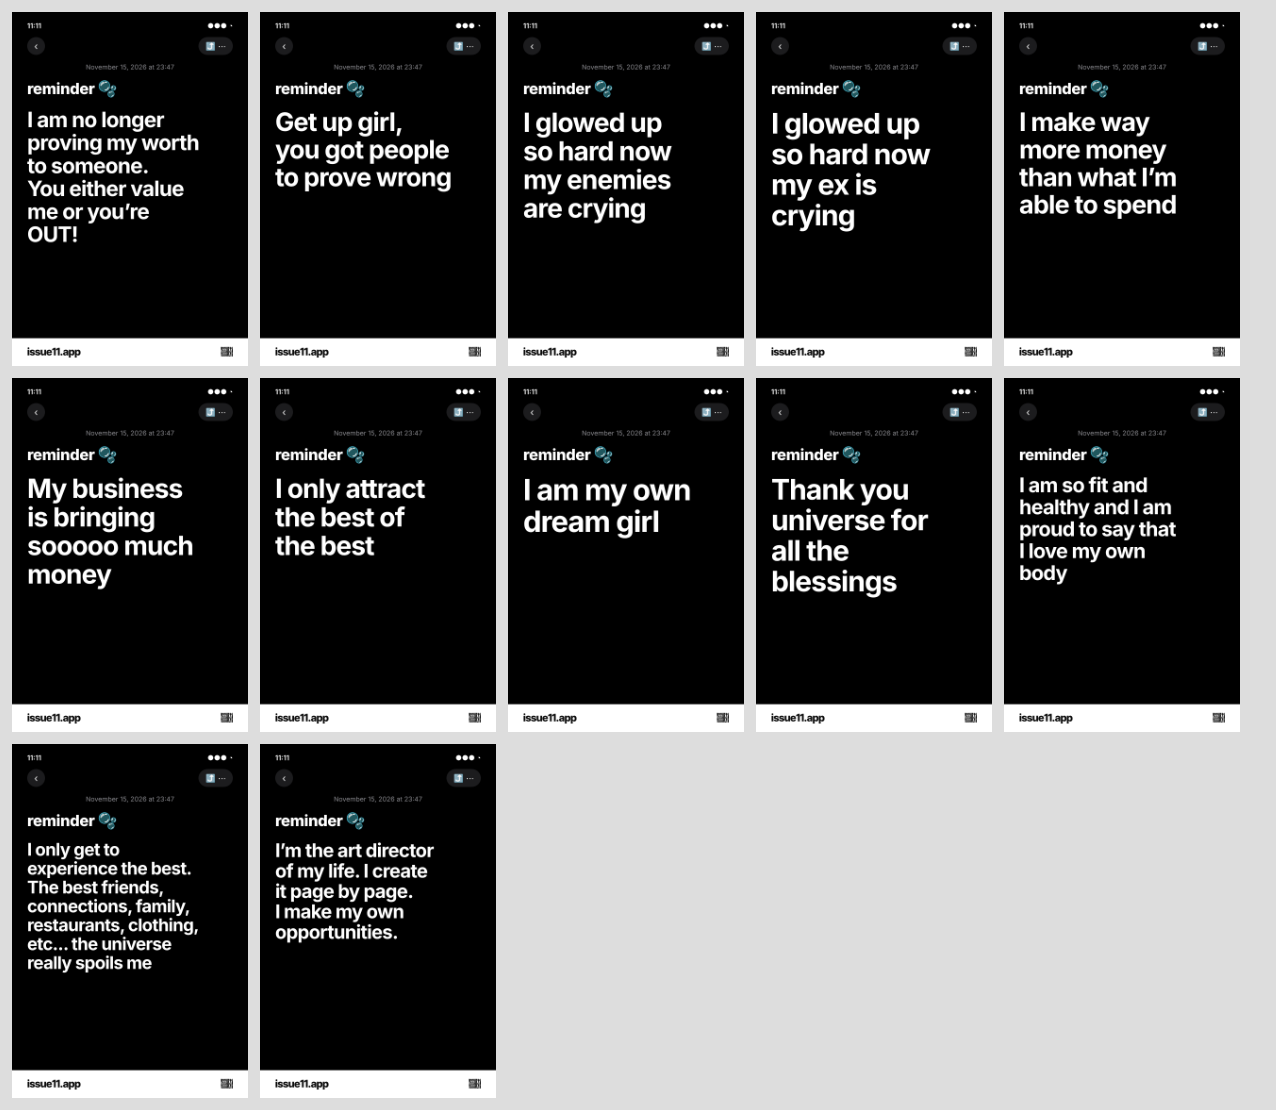 11:11
November 15, 2026 at 23:47
reminder
I am no longer
proving my worth
to someone.
You either value
me or you’re
OUT!
issue11.app
11:11
November 15, 2026 at 23:47
reminder
Get up girl,
you got people
to prove wrong
issue11.app
11:11
November 15, 2026 at 23:47
reminder
I glowed up
so hard now
my enemies
are crying
issue11.app
11:11
November 15, 2026 at 23:47
reminder
I glowed up
so hard now
my ex is
crying
issue11.app
11:11
November 15, 2026 at 23:47
reminder
I make way
more money
than what I’m
able to spend
issue11.app
11:11
November 15, 2026 at 23:47
reminder
My business
is bringing
sooooo much
money
issue11.app
11:11
November 15, 2026 at 23:47
reminder
I only attract
the best of
the best
issue11.app
11:11
November 15, 2026 at 23:47
reminder
I am my own
dream girl
issue11.app
11:11
November 15, 2026 at 23:47
reminder
Thank you
universe for
all the
blessings
issue11.app
11:11
November 15, 2026 at 23:47
reminder
I am so fit and
healthy and I am
proud to say that
I love my own
body
issue11.app
11:11
November 15, 2026 at 23:47
reminder
I only get to
experience the best.
The best friends,
connections, family,
restaurants, clothing,
etc... the universe
really spoils me
issue11.app
11:11
November 15, 2026 at 23:47
reminder
I’m the art director
of my life. I create
it page by page.
I make my own
opportunities.
issue11.app